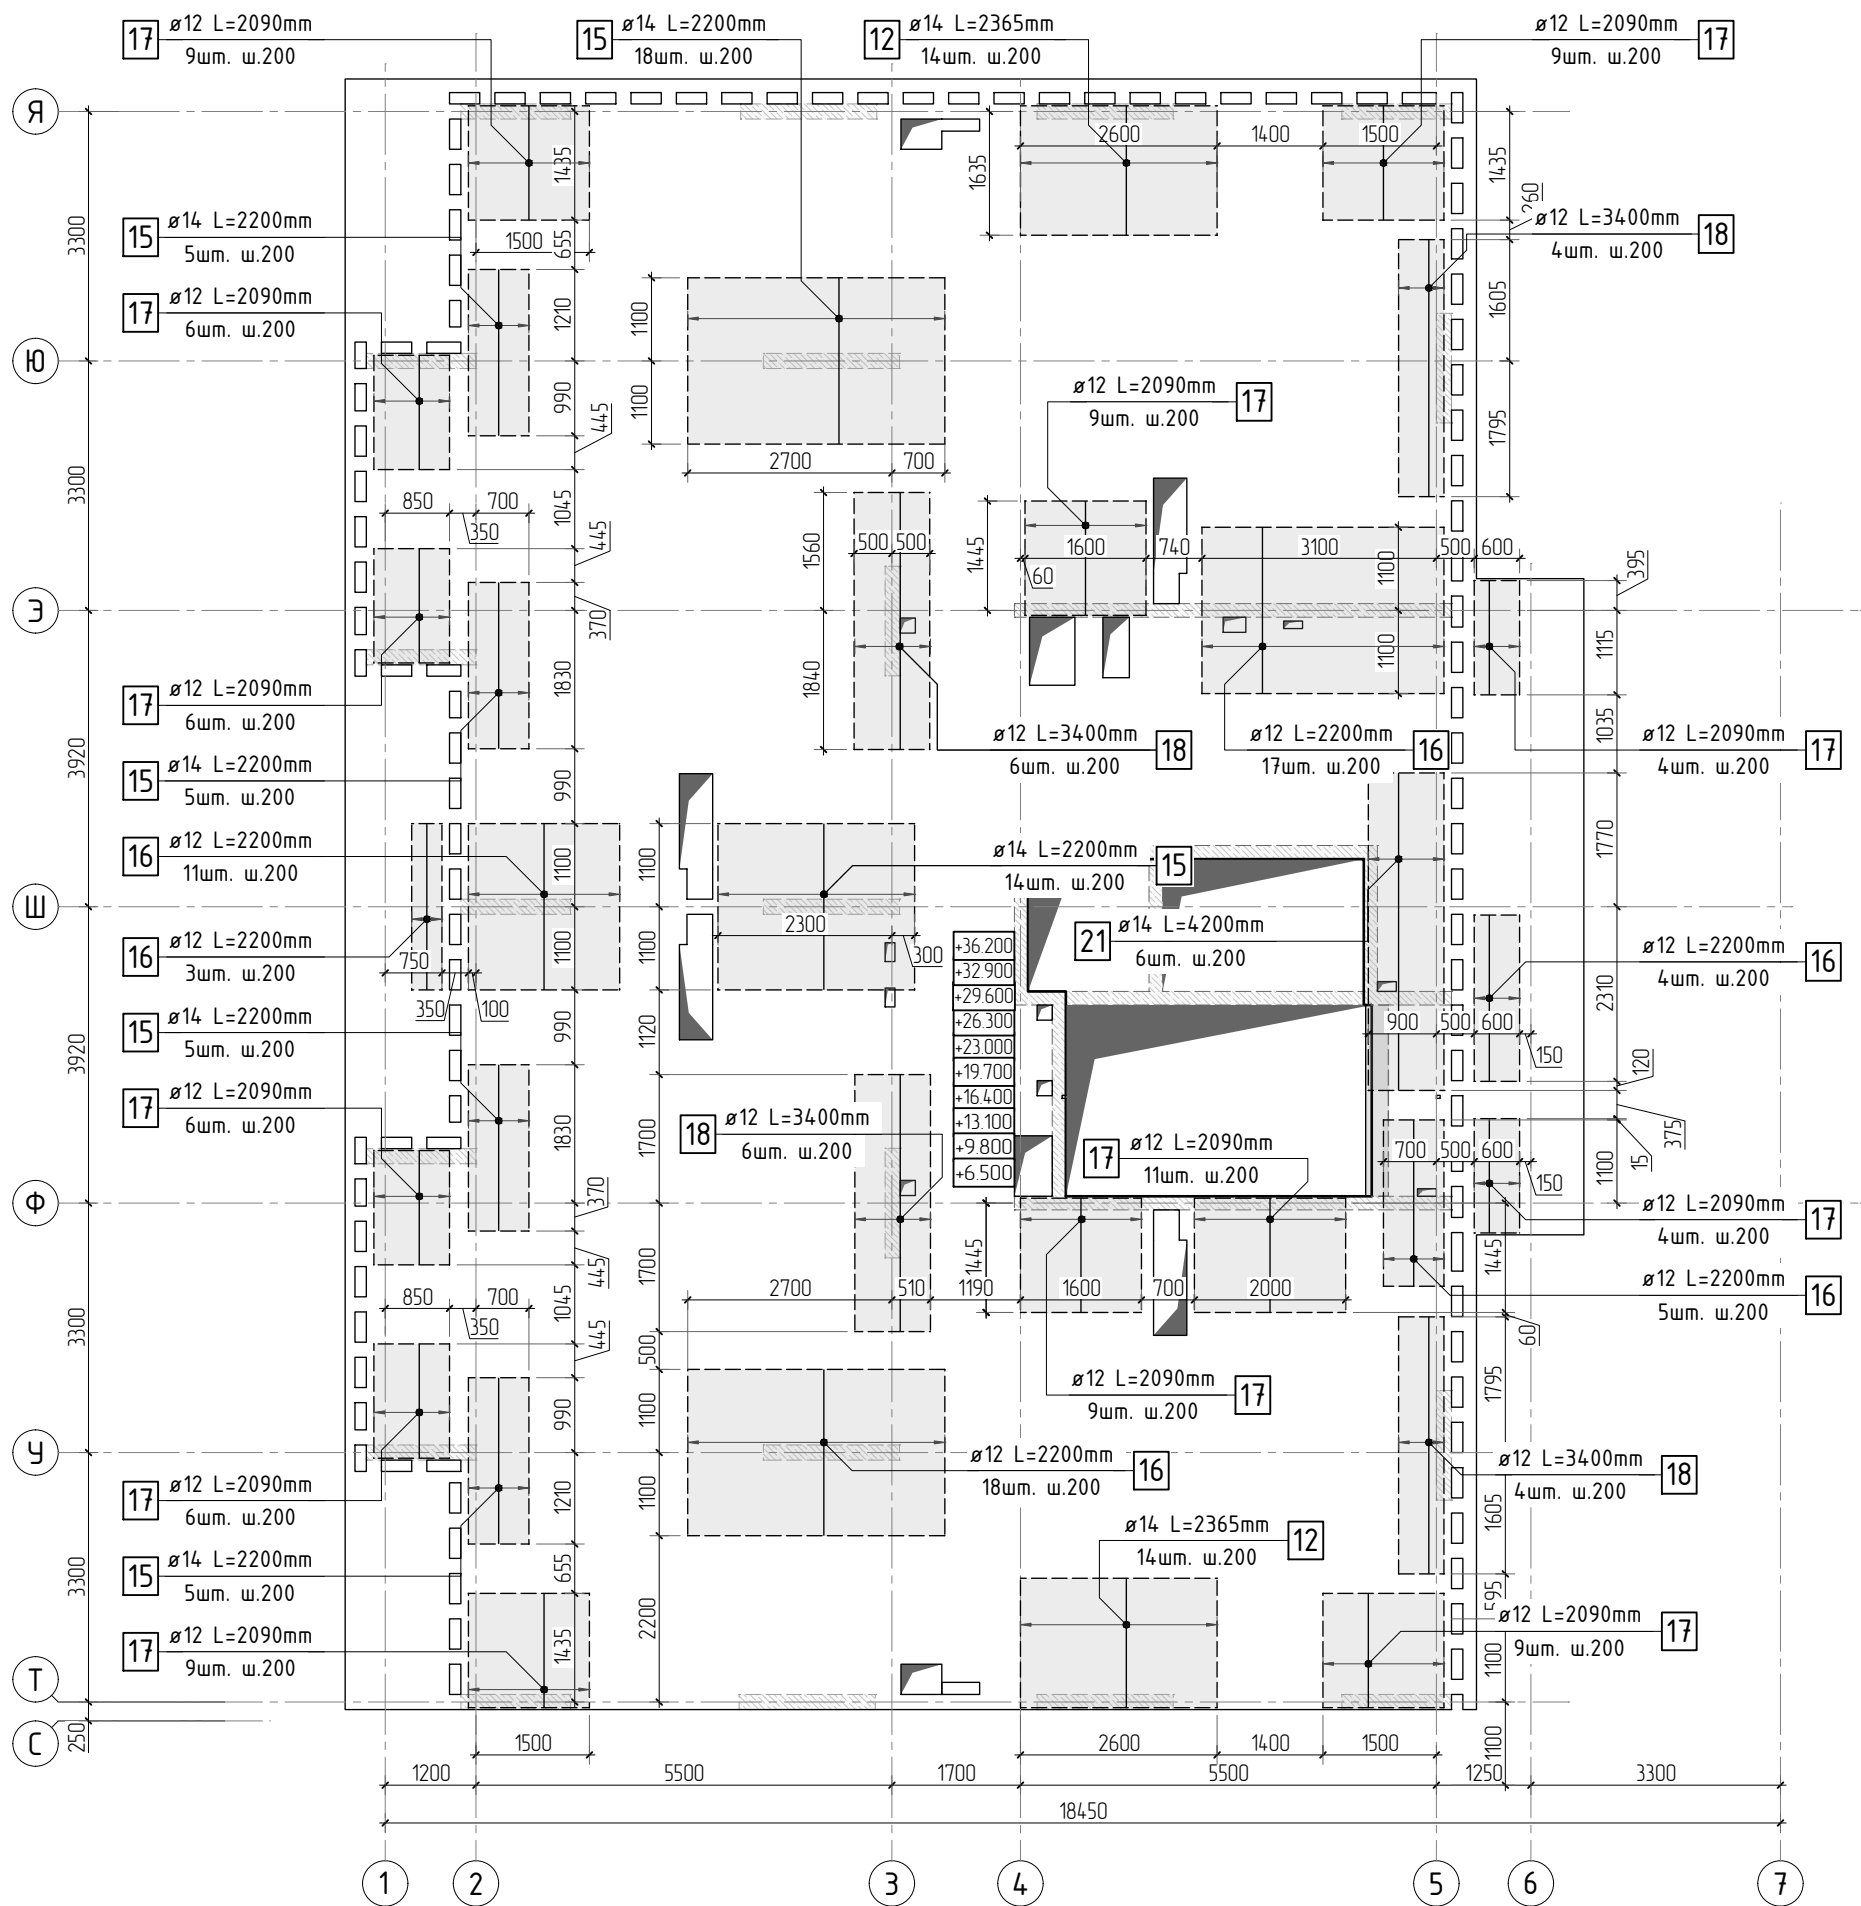 17 ø12 L=2090mm
9шт. ш.200
15 ø14 L=2200mm
18шт. ш.200
12 ø14 L=2365mm
14шт. ш.200
ø12 L=2090mm 17
9шт. ш.200
Я
2600
1400
1500
1435
1635
1435
260
3300
15 ø14 L=2200mm
5шт. ш.200
1500
655
ø12 L=3400mm 18
4шт. ш.200
17 ø12 L=2090mm
6шт. ш.200
1210
1100
1605
Ю
990
445
1100
ø12 L=2090mm 17
9шт. ш.200
1795
2700
700
3300
850
700
350
1045
445
1560
500
500
1445
1600
740
3100
1100
500
600
60
395
Э
370
1830
1840
1100
1115
17 ø12 L=2090mm
6шт. ш.200
1035
3920
ø12 L=3400mm 18
6шт. ш.200
ø12 L=2200mm 16
17шт. ш.200
ø12 L=2090mm 17
4шт. ш.200
15 ø14 L=2200mm
5шт. ш.200
990
1770
16 ø12 L=2200mm
11шт. ш.200
1100
1100
ø14 L=2200mm 15
14шт. ш.200
Ш
2300
300
21 ø14 L=4200mm
6шт. ш.200
16 ø12 L=2200mm
3шт. ш.200
750
350
100
1100
1100
+36.200
+32.900
+29.600
+26.300
+23.000
+19.700
+16.400
+13.100
+9.800
+6.500
ø12 L=2200mm 16
4шт. ш.200
2310
900
500
600
150
120
15 ø14 L=2200mm
5шт. ш.200
990
1120
3920
17 ø12 L=2090mm
6шт. ш.200
1830
1700
18 ø12 L=3400mm
6шт. ш.200
17 ø12 L=2090mm
11шт. ш.200
700
500
600
150
375
15
1100
Ф
370
445
1700
1445
1445
ø12 L=2090mm 17
4шт. ш.200
ø12 L=2200mm 16
5шт. ш.200
2700
510
1190
1600
700
2000
3300
850
700
350
1045
445
500
60
990
1100
ø12 L=2090mm 17
9шт. ш.200
1795
У
17 ø12 L=2090mm
6шт. ш.200
1210
1100
ø12 L=2200mm 16
18шт. ш.200
ø12 L=3400mm 18
4шт. ш.200
1605
3300
15 ø14 L=2200mm
5шт. ш.200
655
2200
ø14 L=2365mm 12
14шт. ш.200
595
ø12 L=2090mm 17
9шт. ш.200
17 ø12 L=2090mm
9шт. ш.200
1435
1100
Т
С
250
1100
1500
2600
1400
1500
1200
5500
1700
5500
1250
3300
18450
1 2 3 4 5 6 7